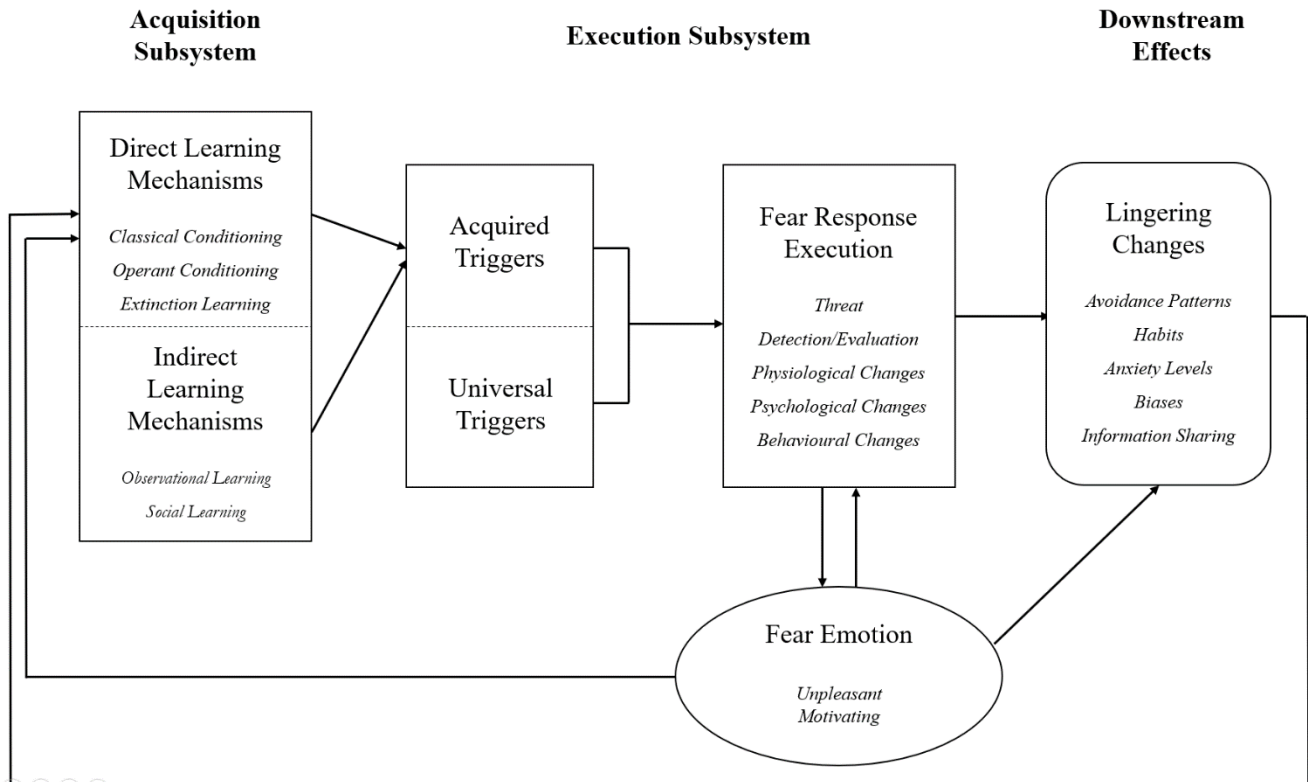 Acquisition
Subsystem
Execution Subsystem
Downstream
Effects
Direct Learning
Mechanisms
Classical Conditioning
Operant Conditioning
Extinction Learning
Indirect
Learning
Mechanisms
Observational Learning
Social Learning
Acquired
Triggers
Universal
Triggers
Fear Response
Execution
Threat
Detection/Evaluation
Physiological Changes
Psychological Changes
Behavioural Changes
Lingering
Changes
Avoidance Patterns
Habits
Anxiety Levels
Biases
Information Sharing
Fear Emotion
Unpleasant
Motivating